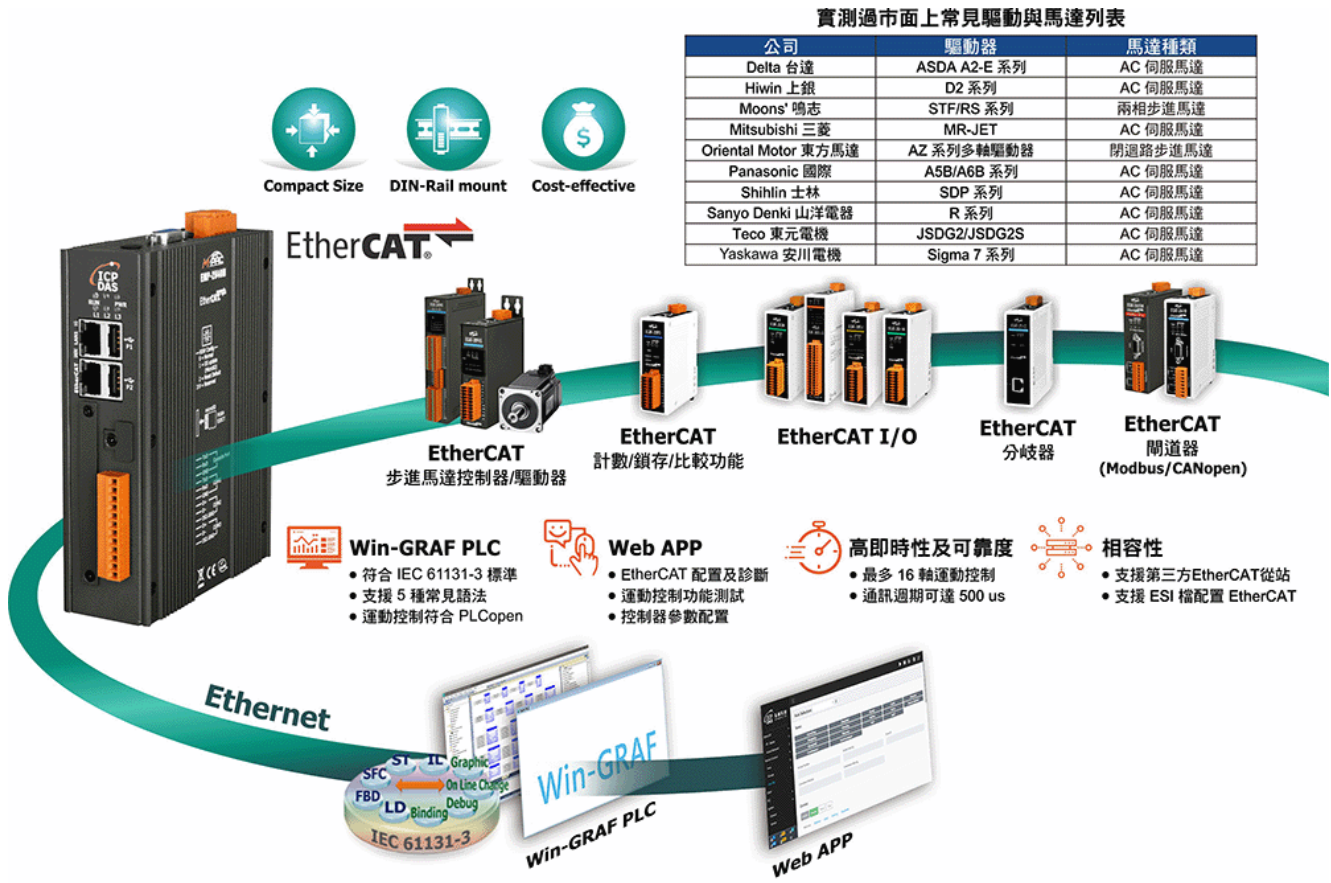 實測過市面上常見驅動與馬達列表
公司 驅動器 馬達種類
Delta 台達 ASDA A2-E 系列 AC 伺服馬達
Hiwin 上銀 D2 系列 AC 伺服馬達
Moons' 鳴志 STF/RS 系列 兩相步進馬達
Mitsubishi 三菱 MR-JET AC 伺服馬達
Oriental Motor 東方馬達 AZ 系列多軸驅動器 閉迴路步進馬達
Panasonic 國際 A5B/A6B 系列 AC 伺服馬達
Shihlin 士林 SDP 系列 AC 伺服馬達
Sanyo Denki 山洋電器 R 系列 AC 伺服馬達
Teco 東元電機 JSDG2/JSDG2S AC 伺服馬達
Yaskawa 安川電機 Sigma 7 系列 AC 伺服馬達
Compact Size
DIN-Rail mount
Cost-effective
EtherCAT®
ICP
DAS
EtherCAT
步進馬達控制器/驅動器
EtherCAT
計數/鎖存/比較功能
EtherCAT I/O
EtherCAT
分歧器
EtherCAT
閘道器
(Modbus/CANopen)
Win-GRAF PLC
• 符合 IEC 61131-3 標準
• 支援 5 種常見語法
• 運動控制符合 PLCopen
Web APP
• EtherCAT 配置及診斷
• 運動控制功能測試
• 控制器參數配置
高即時性及可靠度
• 最多 16 軸運動控制
• 通訊週期可達 500 us
相容性
• 支援第三方EtherCAT從站
• 支援 ESI 檔配置 EtherCAT
Ethernet
ST
IL
Graphic
SFC
On Line Change
FBD
LD
Binding
Debug
IEC 61131-3
Win-GRAF
Win-GRAF PLC
Web APP